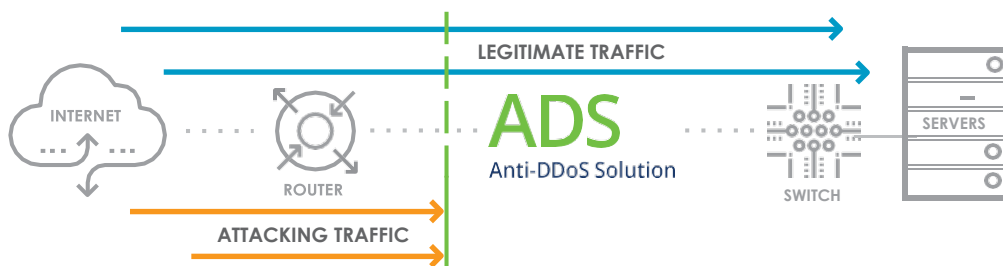 LEGITIMATE TRAFFIC
INTERNET
ROUTER
ADS
Anti-DDoS Solution
SWITCH
SERVERS
ATTACKING TRAFFIC